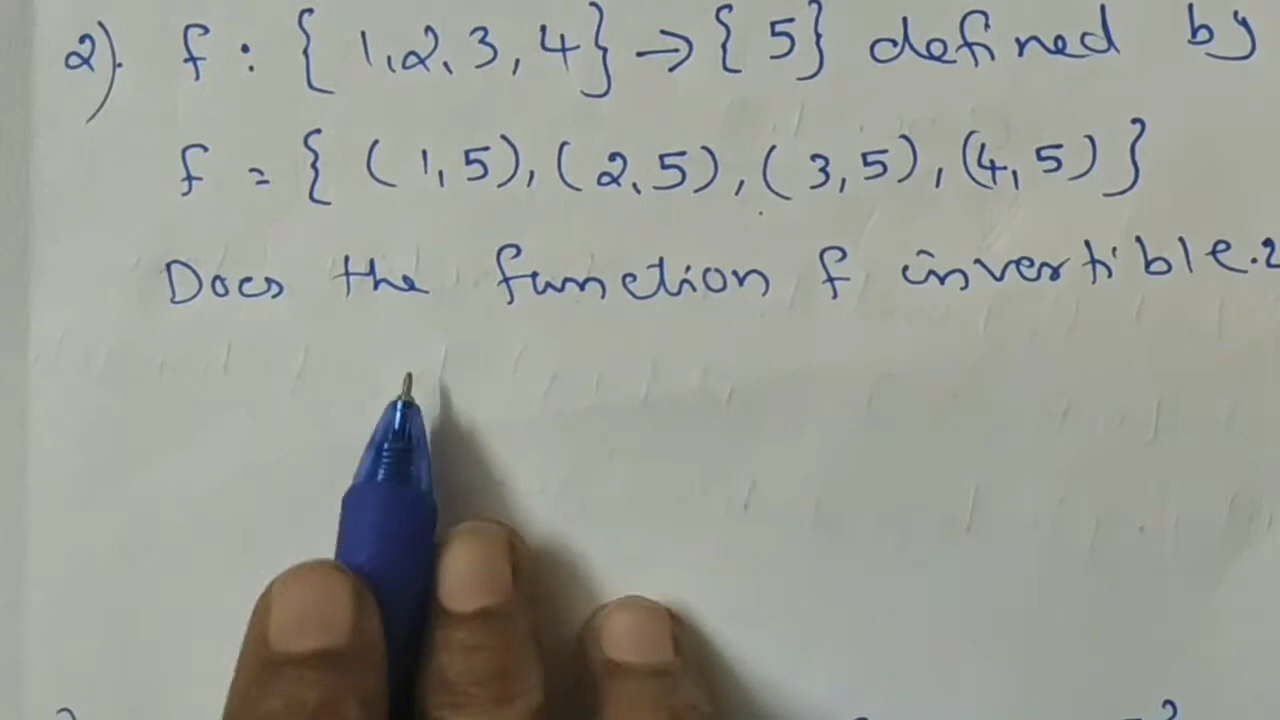 2). f : { 1,2,3,4} → { 5} defined by
f = { (1,5),(2,5),(3,5),(4,5)}
Does the function f invertible.?